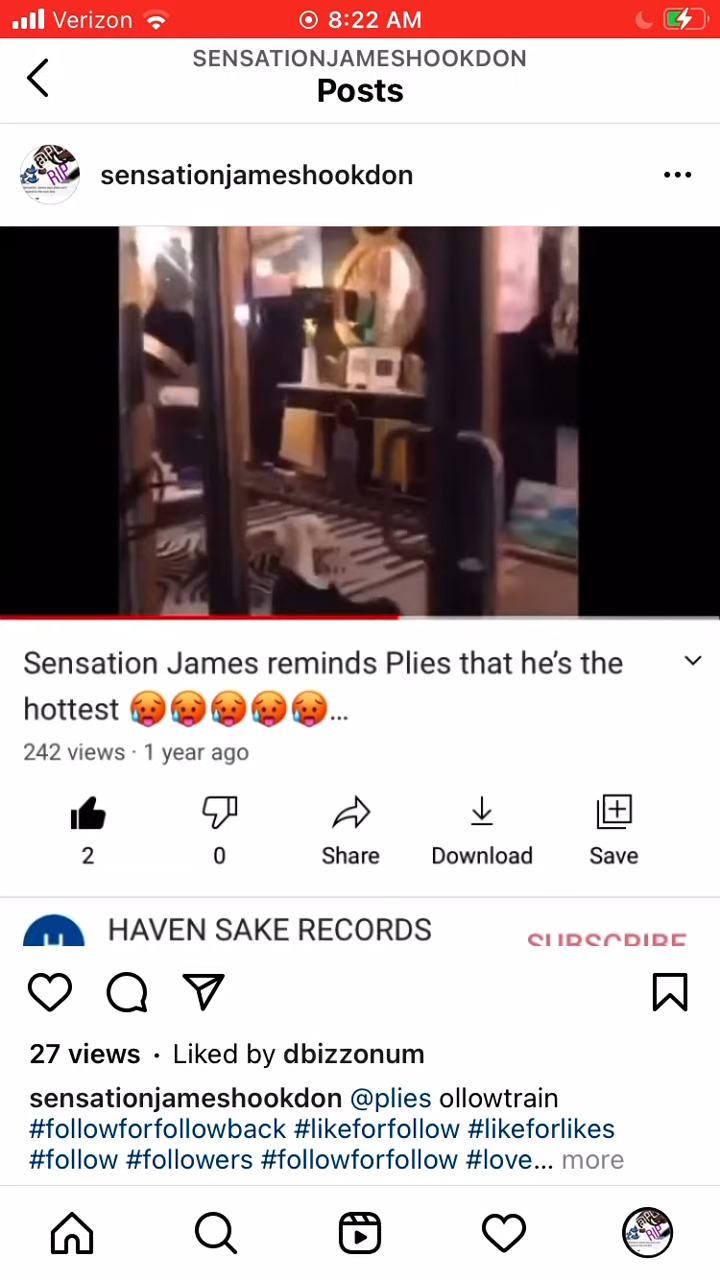 Verizon 8:22 AM
SENSATIONJAMESHOOKDON
Posts
sensationjameshookdon
Sensation James reminds Plies that he’s the
hottest 🥵🥵🥵🥵🥵...
242 views · 1 year ago
2 0 Share Download Save
HAVEN SAKE RECORDS SUBSCRIBE
27 views · Liked by dbizzonum
sensationjameshookdon @plies ollowtrain
#followforfollowback #likeforfollow #likeforlikes
#follow #followers #followforfollow #love... more